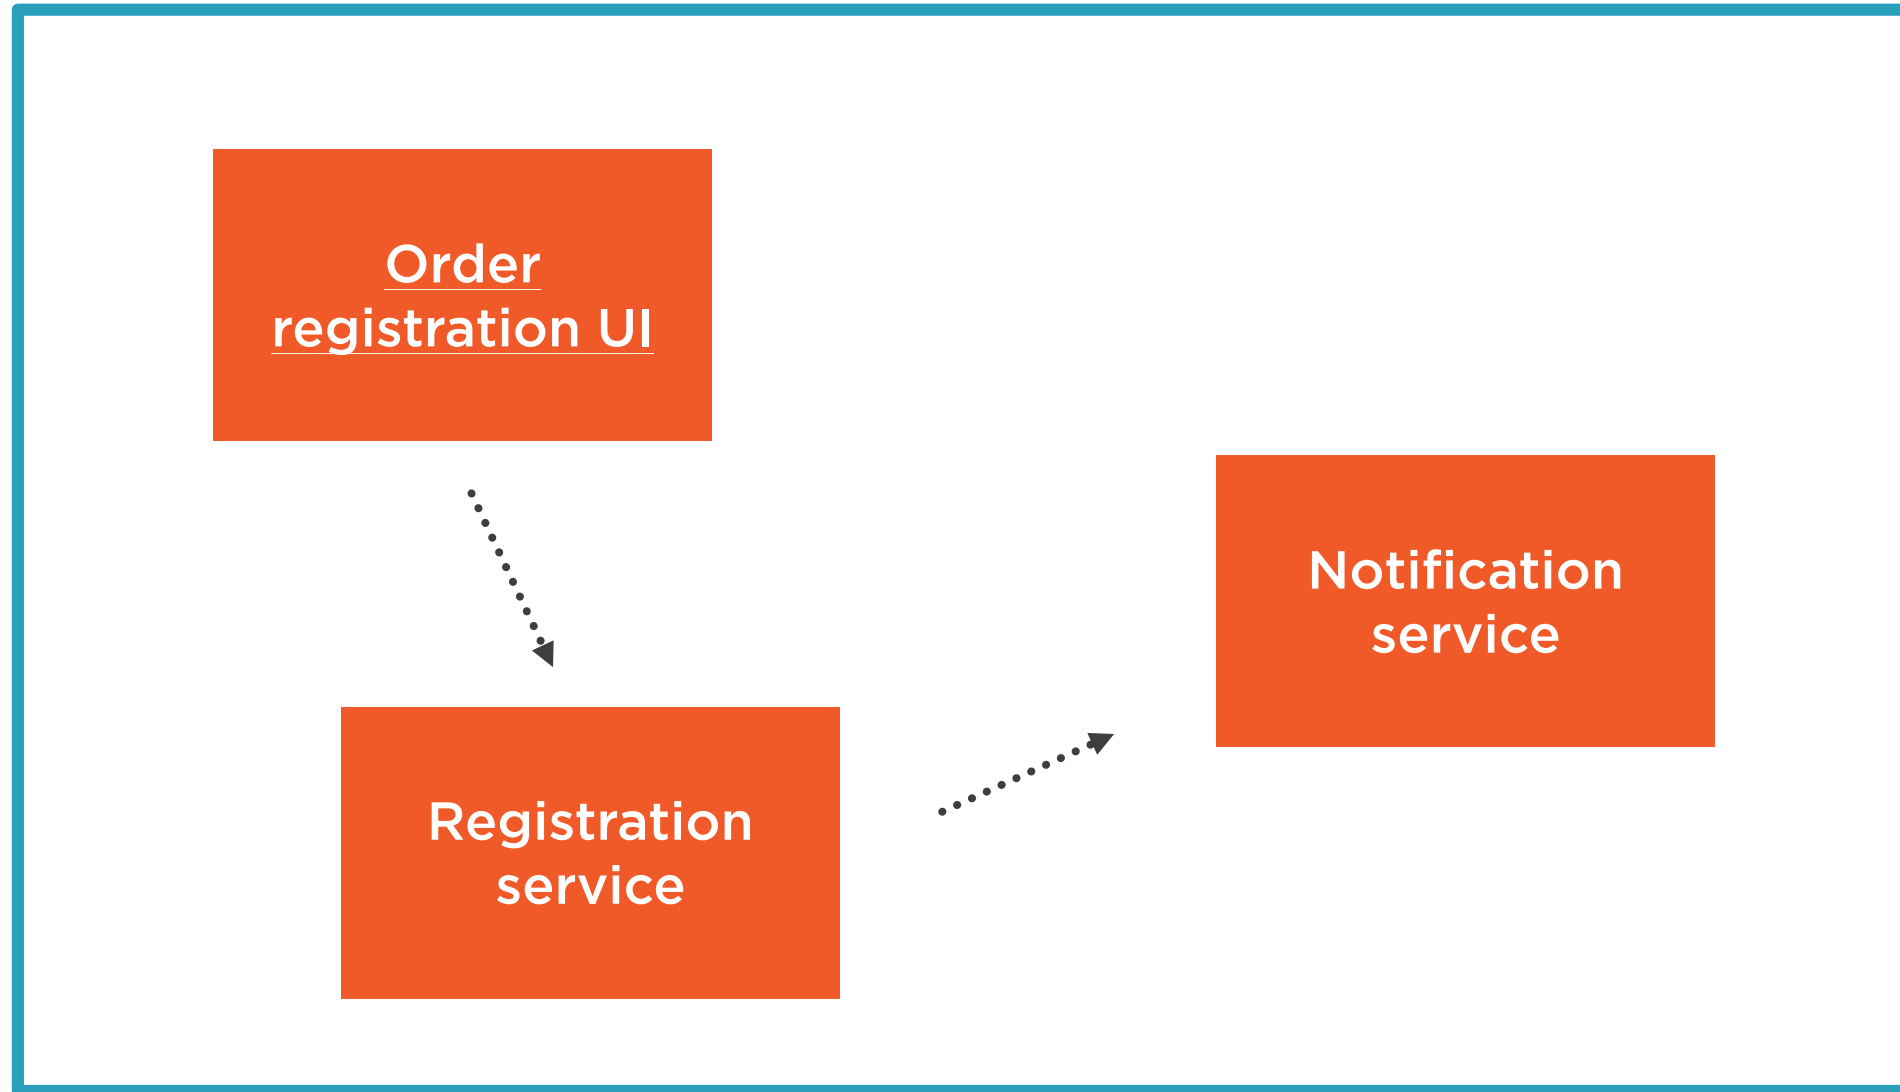 Order
registration UI
Notification
service
Registration
service